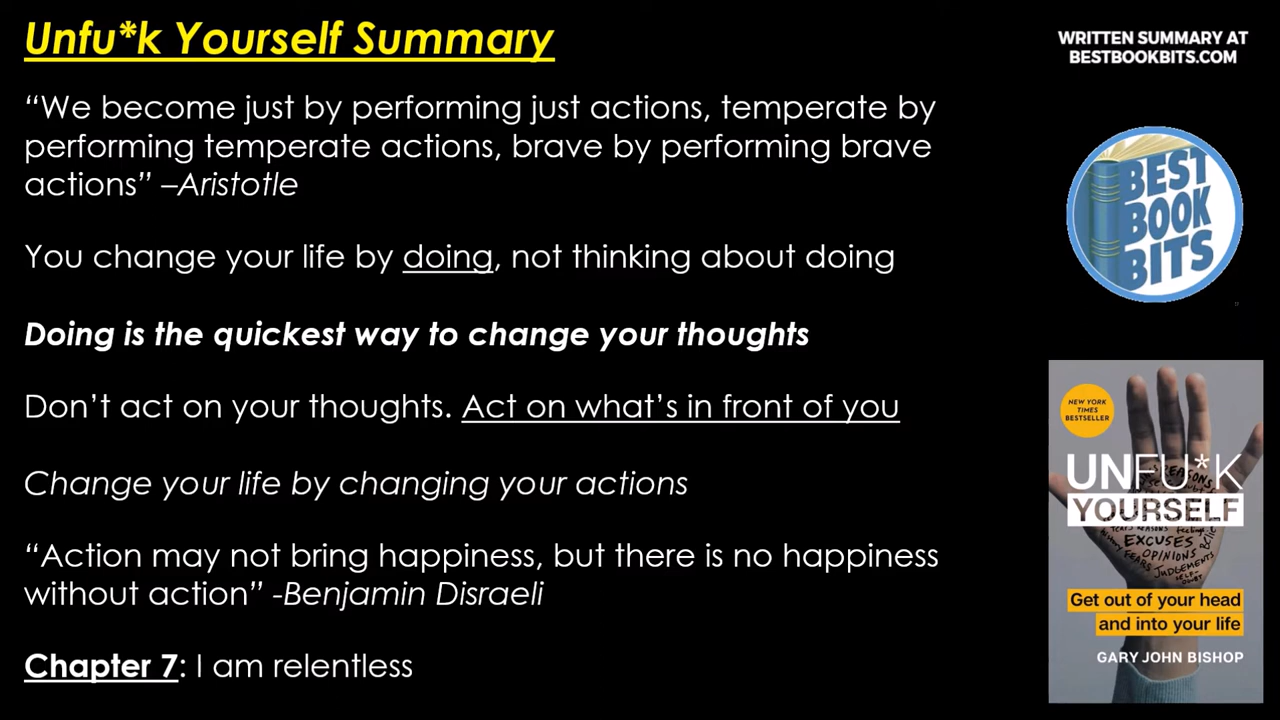 Unfu*k Yourself Summary
WRITTEN SUMMARY AT
BESTBOOKBITS.COM
“We become just by performing just actions, temperate by
performing temperate actions, brave by performing brave
actions” –Aristotle
You change your life by doing, not thinking about doing
Doing is the quickest way to change your thoughts
Don’t act on your thoughts. Act on what’s in front of you
Change your life by changing your actions
“Action may not bring happiness, but there is no happiness
without action” -Benjamin Disraeli
Chapter 7: I am relentless
BEST
BOOK
BITS
NEW YORK
TIMES
BESTSELLER
UNFU*K
YOURSELF
REASONS
EXCUSES
FEARS OPINIONS
JUDGEMENTS
SELF-
DOUBT
Get out of your head
and into your life
GARY JOHN BISHOP